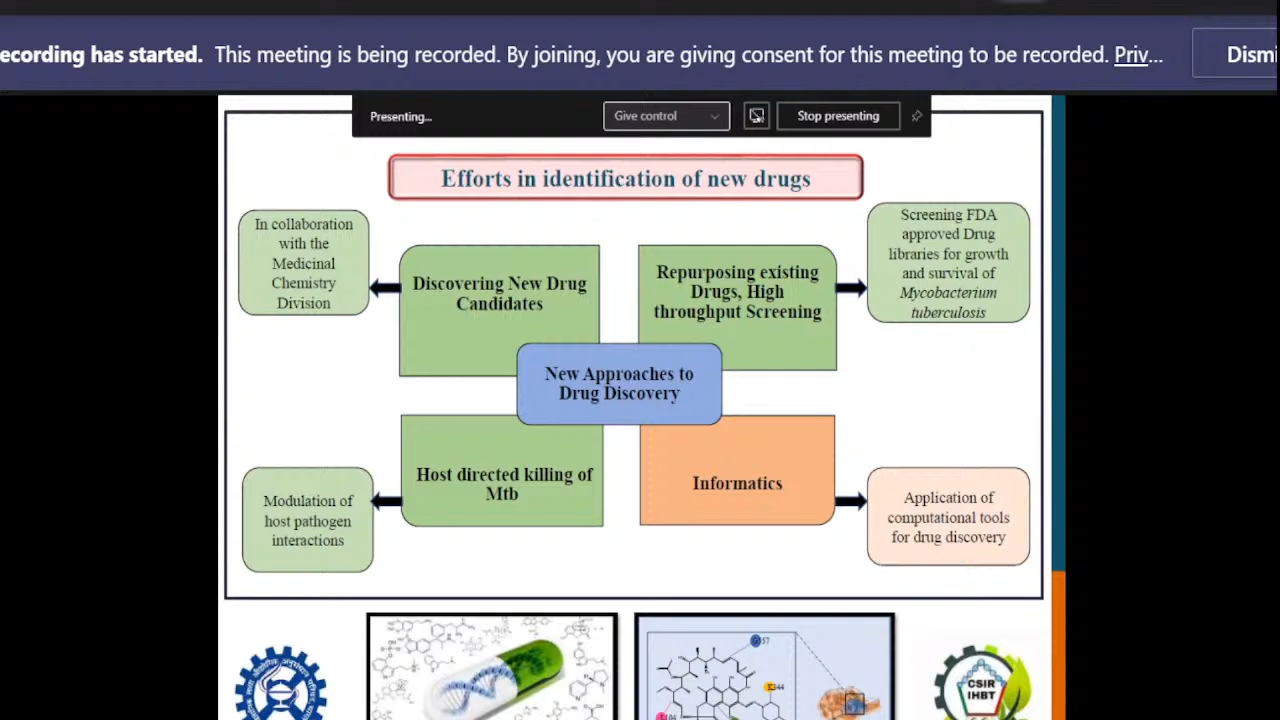 ecording has started. This meeting is being recorded. By joining, you are giving consent for this meeting to be recorded. Priv...
Dismi
Presenting...
Give control
Stop presenting
Efforts in identification of new drugs
In collaboration
with the
Medicinal
Chemistry
Division
Discovering New Drug
Candidates
Repurposing existing
Drugs, High
throughput Screening
Screening FDA
approved Drug
libraries for growth
and survival of
Mycobacterium
tuberculosis
New Approaches to
Drug Discovery
Modulation of
host pathogen
interactions
Host directed killing of
Mtb
Informatics
Application of
computational tools
for drug discovery
CSIR
IHBT